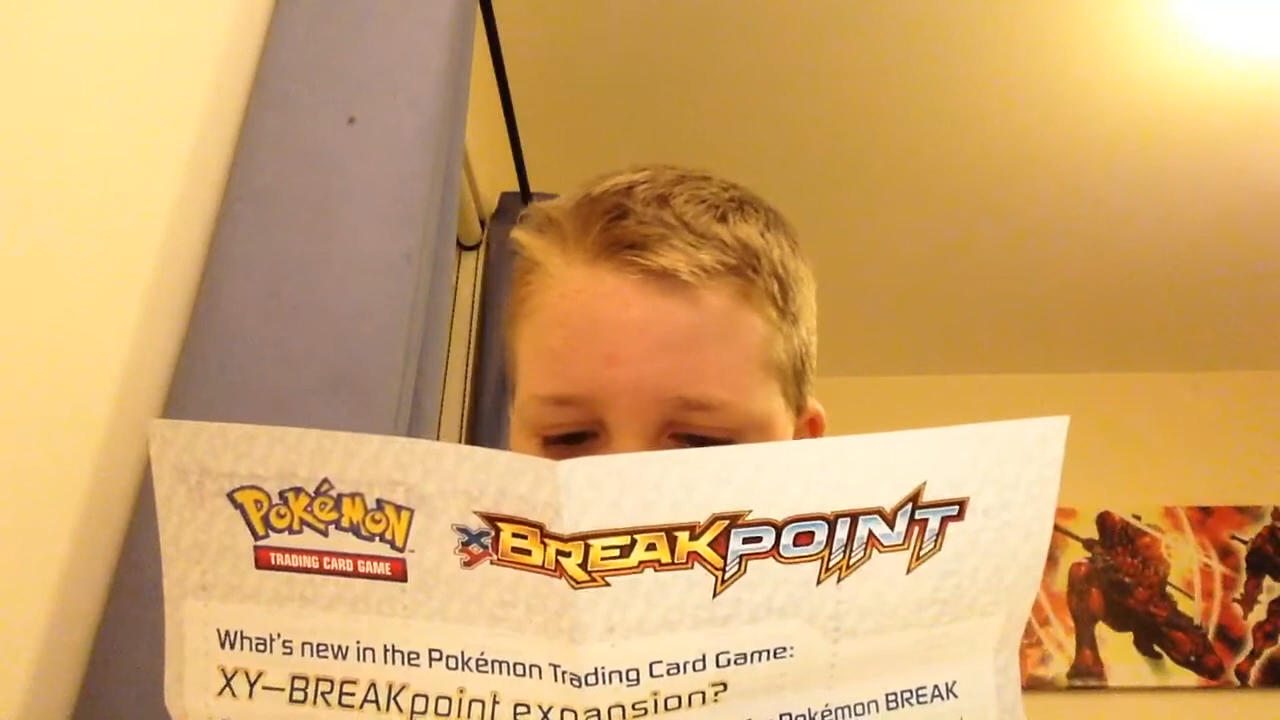 POKéMON
TRADING CARD GAME
XY BREAKPOINT
What's new in the Pokémon Trading Card Game:
XY—BREAKpoint expansion?
Pokémon BREAK